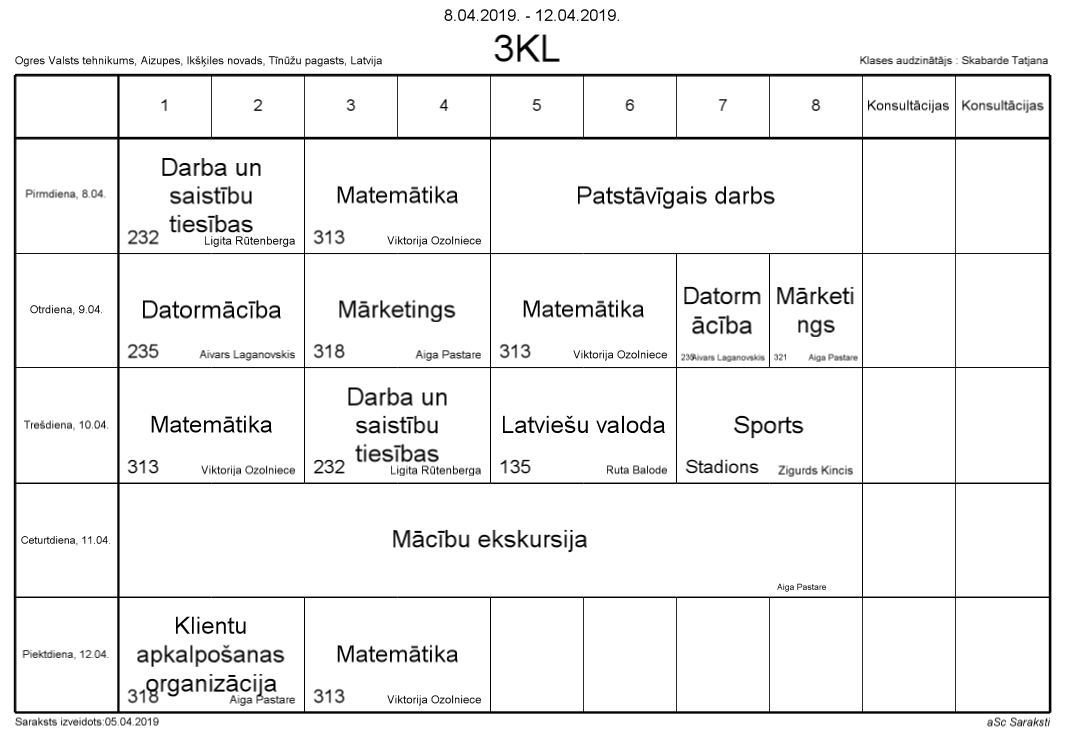 8.04.2019. - 12.04.2019.
3KL
Ogres Valsts tehnikums, Aizupes, Ikšķiles novads, Tīnūžu pagasts, Latvija
Klases audzinātājs : Skabarde Tatjana
1 2 3 4 5 6 7 8 Konsultācijas Konsultācijas
Pirmdiena, 8.04.
Darba un
saistību
tiesības
232 Ligita Rūtenberga
Matemātika
313 Viktorija Ozolniece
Patstāvīgais darbs
Otrdiena, 9.04.
Datormācība
235 Aivars Laganovskis
Mārketings
318 Aiga Pastare
Matemātika
313 Viktorija Ozolniece
Datorm
ācība
235 Aivars Laganovskis
Mārketi
ngs
321 Aiga Pastare
Trešdiena, 10.04.
Matemātika
313 Viktorija Ozolniece
Darba un
saistību
tiesības
232 Ligita Rūtenberga
Latviešu valoda
135 Ruta Balode
Sports
Stadions Zigurds Kincis
Ceturtdiena, 11.04.
Mācību ekskursija
Aiga Pastare
Piektdiena, 12.04.
Klientu
apkalpošanas
organizācija
318 Aiga Pastare
Matemātika
313 Viktorija Ozolniece
Saraksts izveidots:05.04.2019
aSc Saraksti